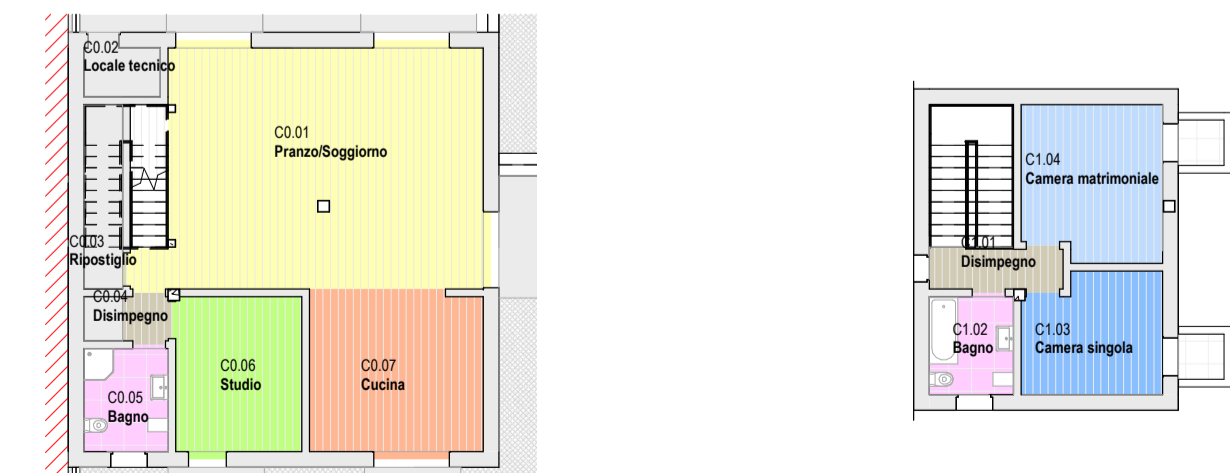 C0.02
Locale tecnico
C0.01
Pranzo/Soggiorno
C0.03
Ripostiglio
C0.04
Disimpegno
C0.06
Studio
C0.07
Cucina
C0.05
Bagno
C1.04
Camera matrimoniale
C1.01
Disimpegno
C1.02
Bagno
C1.03
Camera singola